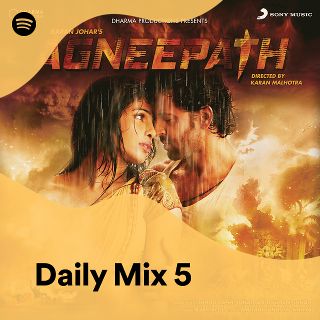 DHARMA PRODUCTIONS PRESENTS
SONY MUSIC
KARAN JOHAR'S
AGNEEPATH
DIRECTED BY
KARAN MALHOTRA
Daily Mix 5